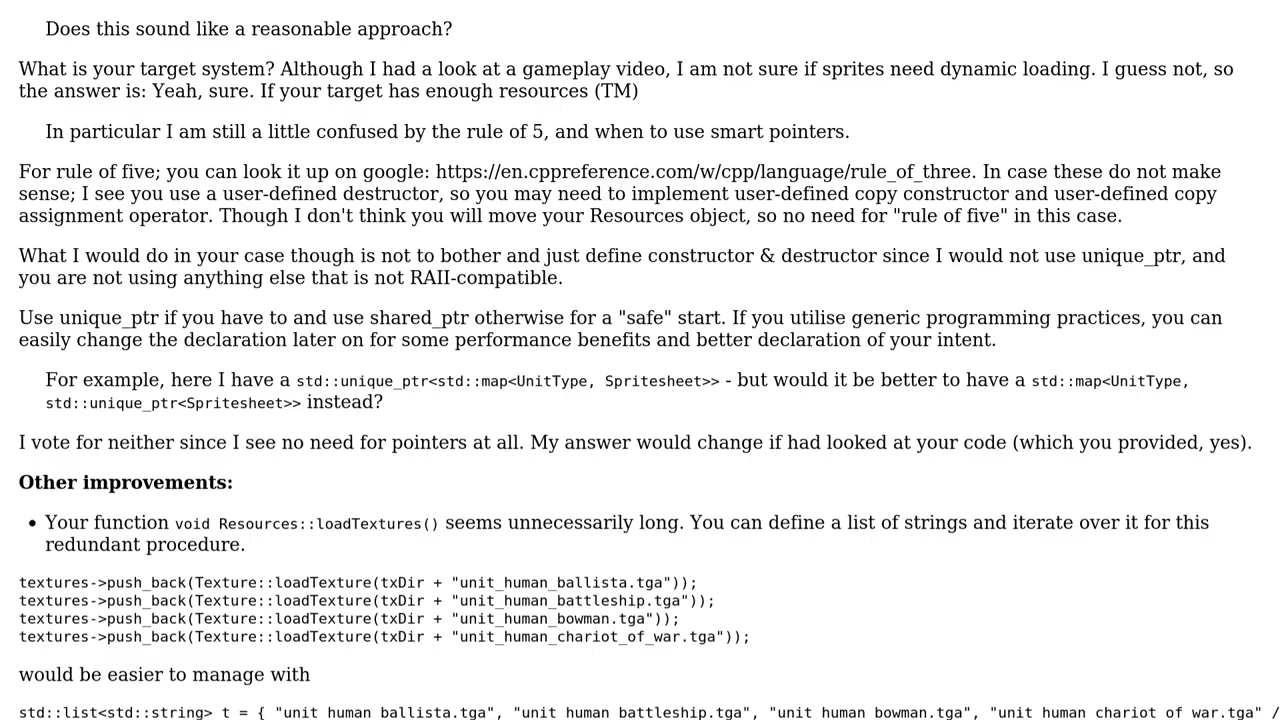 Does this sound like a reasonable approach?
What is your target system? Although I had a look at a gameplay video, I am not sure if sprites need dynamic loading. I guess not, so
the answer is: Yeah, sure. If your target has enough resources (TM)
In particular I am still a little confused by the rule of 5, and when to use smart pointers.
For rule of five; you can look it up on google: https://en.cppreference.com/w/cpp/language/rule_of_three. In case these do not make
sense; I see you use a user-defined destructor, so you may need to implement user-defined copy constructor and user-defined copy
assignment operator. Though I don't think you will move your Resources object, so no need for "rule of five" in this case.
What I would do in your case though is not to bother and just define constructor & destructor since I would not use unique_ptr, and
you are not using anything else that is not RAII-compatible.
Use unique_ptr if you have to and use shared_ptr otherwise for a "safe" start. If you utilise generic programming practices, you can
easily change the declaration later on for some performance benefits and better declaration of your intent.
For example, here I have a std::unique_ptr<std::map<UnitType, Spritesheet>> - but would it be better to have a std::map<UnitType,
std::unique_ptr<Spritesheet>> instead?
I vote for neither since I see no need for pointers at all. My answer would change if had looked at your code (which you provided, yes).
Other improvements:
• Your function void Resources::loadTextures() seems unnecessarily long. You can define a list of strings and iterate over it for this
redundant procedure.
textures->push_back(Texture::loadTexture(txDir + "unit_human_ballista.tga"));
textures->push_back(Texture::loadTexture(txDir + "unit_human_battleship.tga"));
textures->push_back(Texture::loadTexture(txDir + "unit_human_bowman.tga"));
textures->push_back(Texture::loadTexture(txDir + "unit_human_chariot_of_war.tga"));
would be easier to manage with
std::list<std::string> t = { "unit_human_ballista.tga", "unit_human_battleship.tga", "unit_human_bowman.tga", "unit_human_chariot_of_war.tga" /